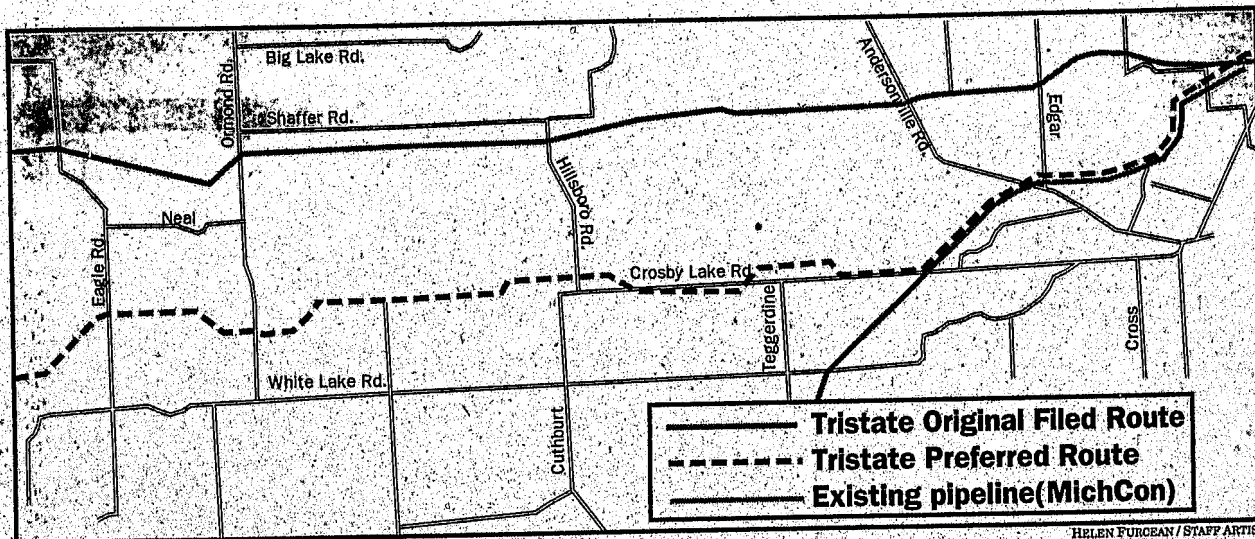 Big Lake Rd.
Ormond Rd.
Shaffer Rd.
Andersonville Rd.
Edgar
Hillsboro Rd.
Neal
Eagle Rd.
Crosby Lake Rd.
Teggerdine
Cross
White Lake Rd.
Cuthburt
Tristate Original Filed Route
Tristate Preferred Route
Existing pipeline(MichCon)
HELEN FURCEAN / STAFF ARTIS